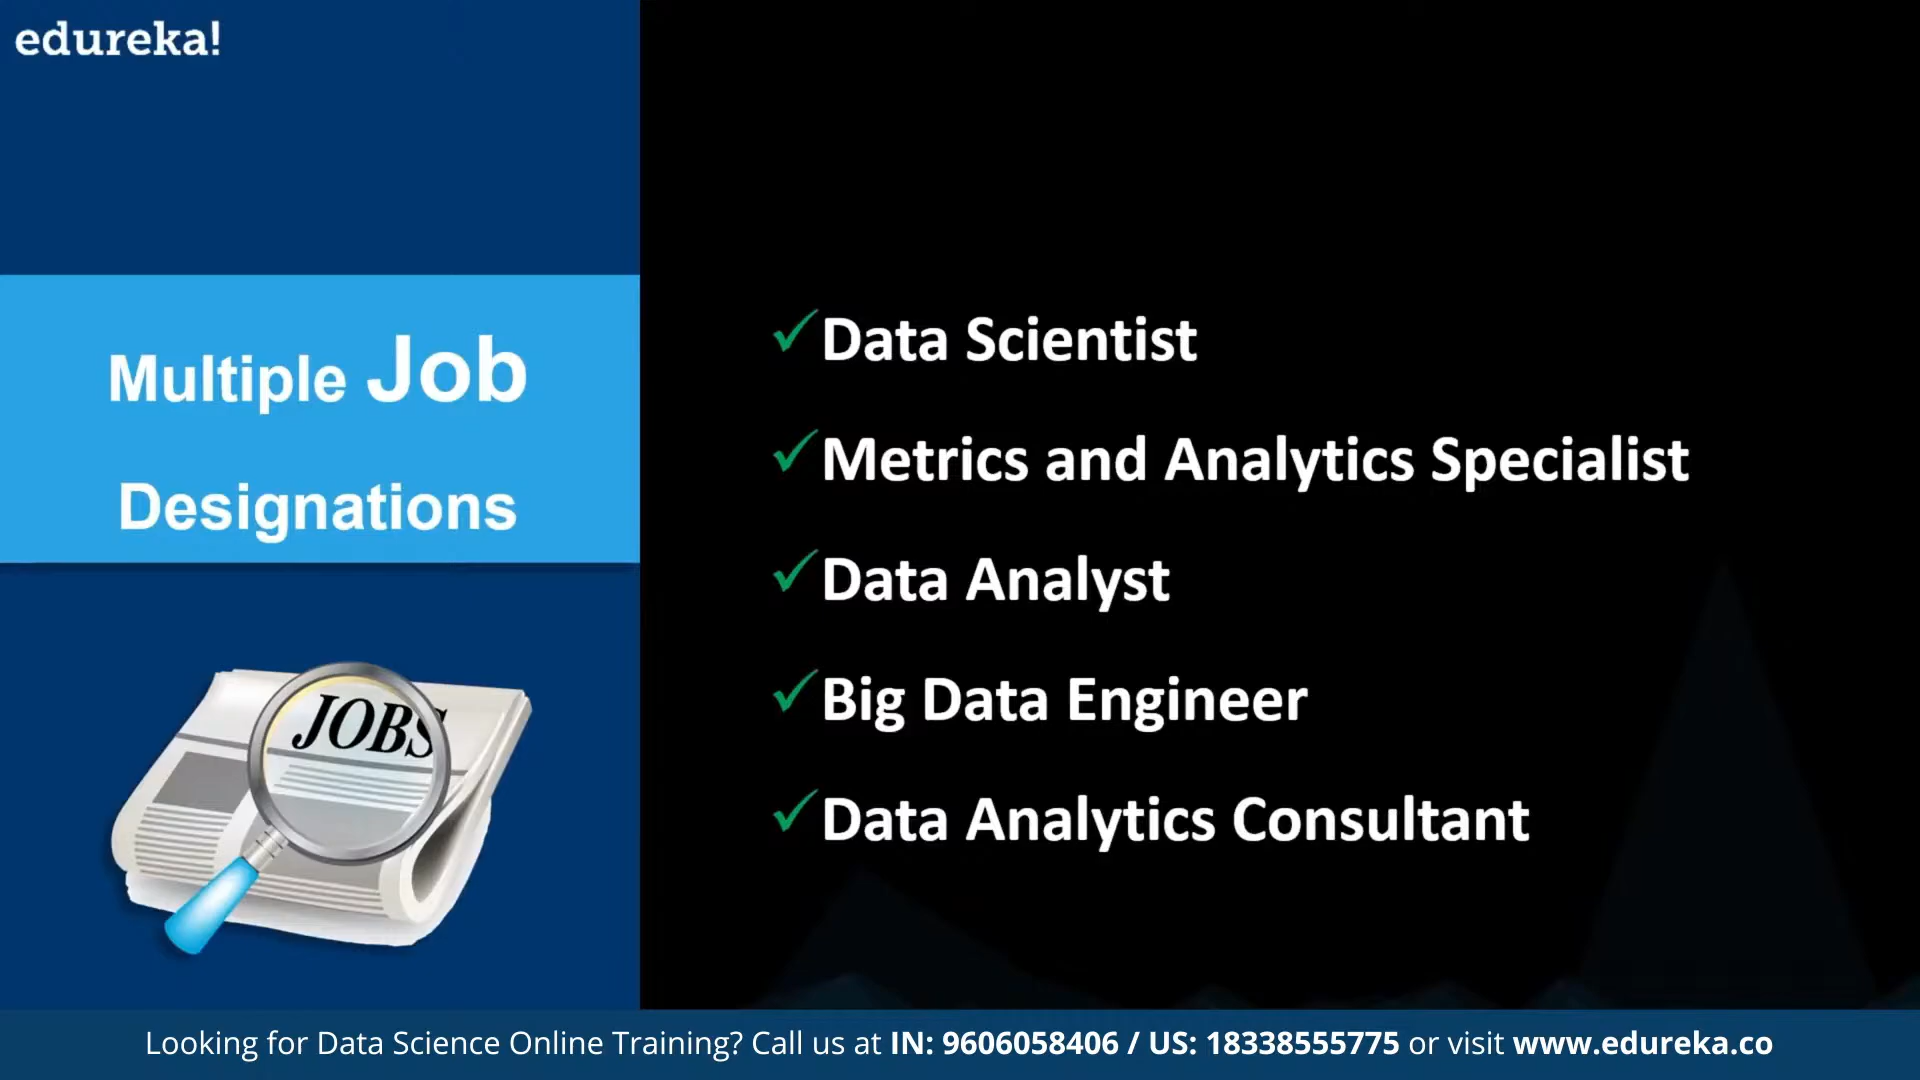 edureka!
Multiple Job
Designations
JOBS
✓Data Scientist
✓Metrics and Analytics Specialist
✓Data Analyst
✓Big Data Engineer
✓Data Analytics Consultant
Looking for Data Science Online Training? Call us at IN: 9606058406 / US: 18338555775 or visit www.edureka.co